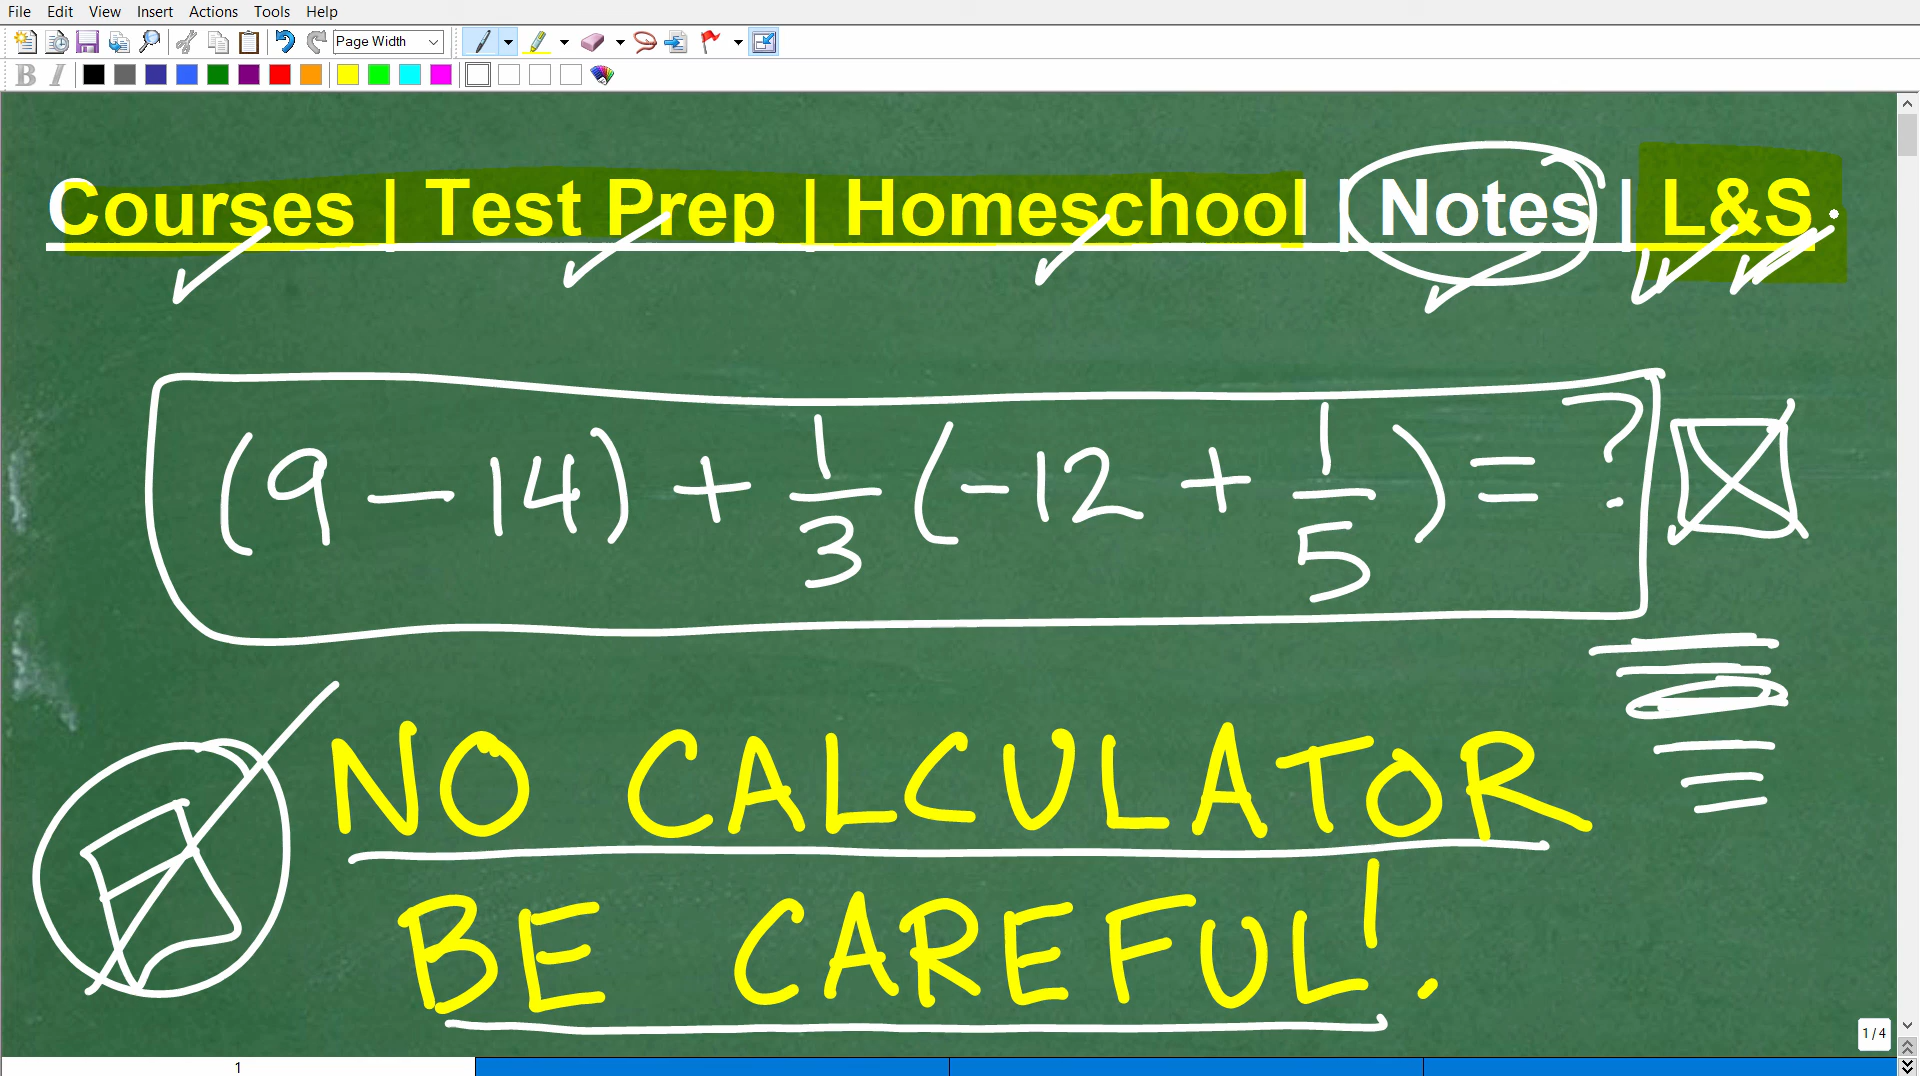 File Edit View Insert Actions Tools Help
Page Width
B I
Courses | Test Prep | Homeschool | Notes | L&S
(9 - 14) + 1/3 (-12 + 1/5) = ?
NO CALCULATOR
BE CAREFUL!.
1 / 4
1